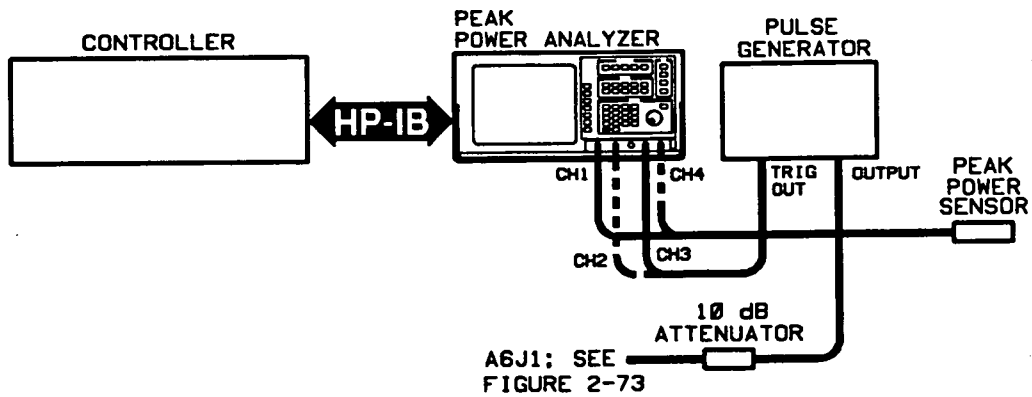 CONTROLLER
HP-IB
PEAK
POWER ANALYZER
PULSE
GENERATOR
CH1
CH4
TRIG
OUT
OUTPUT
PEAK
POWER
SENSOR
CH2
CH3
10 dB
ATTENUATOR
A6J1; SEE
FIGURE 2-73